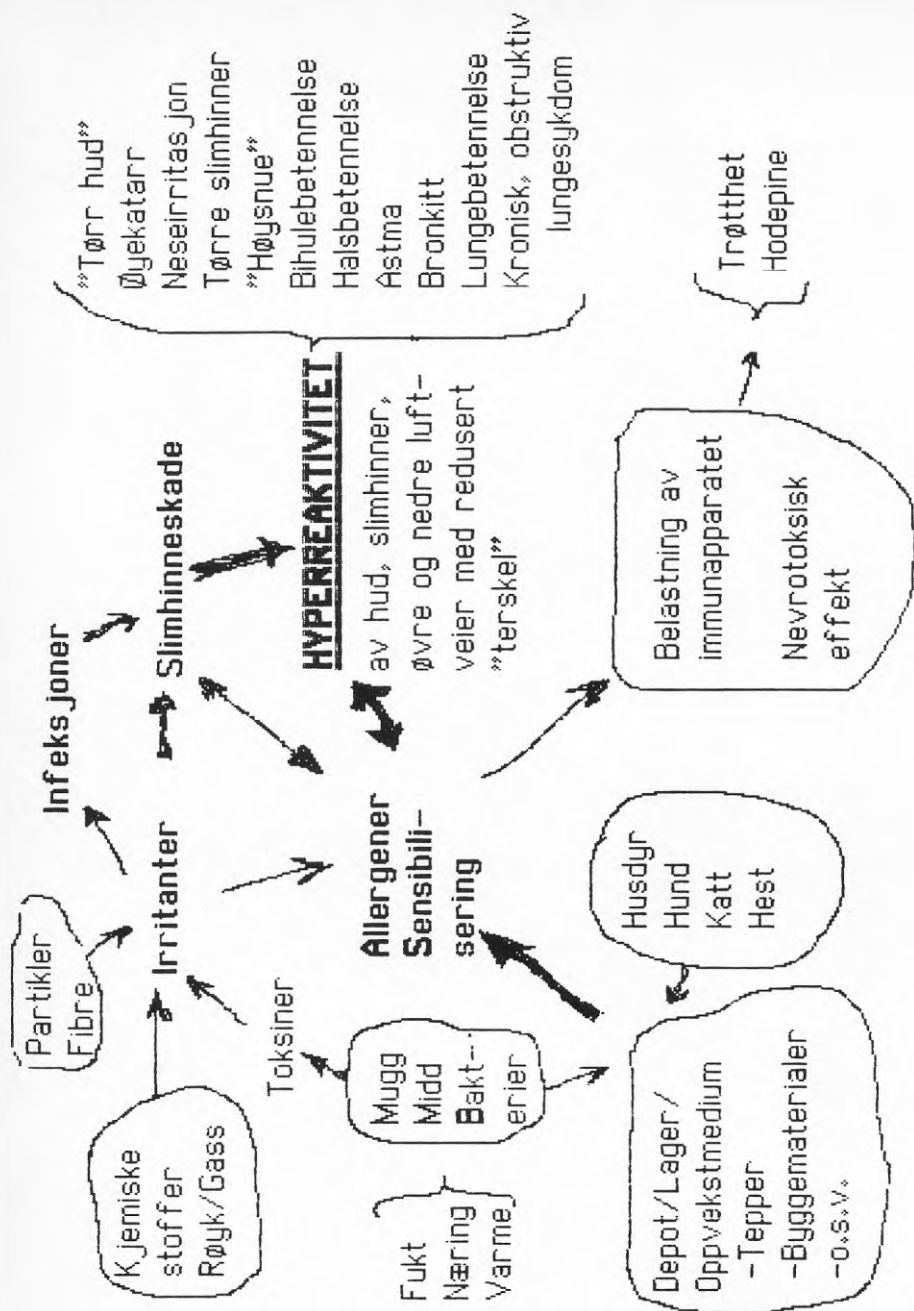 Partikler
Fibre
Kjemiske
stoffer
Røyk/Gass
Irritanter
Infeksjoner
Slimhinneskade
Toksiner
Fukt
Næring
Varme
Mugg
Midd
Bakt-
erier
Allergener
Sensibili-
sering
HYPERREAKTIVITET
av hud, slimhinner,
øvre og nedre luft-
veier med redusert
"terskel"
"Tørr hud"
Øyekatarr
Neseirritasjon
Tørre slimhinner
"Høysnue"
Bihulebetennelse
Halsbetennelse
Astma
Bronkitt
Lungebetennelse
Kronisk, obstruktiv
lungesykdom
Depot/Lager/
Oppvekstmedium
-Tepper
-Byggematerialer
-o.s.v.
Husdyr
Hund
Katt
Hest
Belastning av
immunapparatet
Nevrotoksisk
effekt
Trøtthet
Hodepine